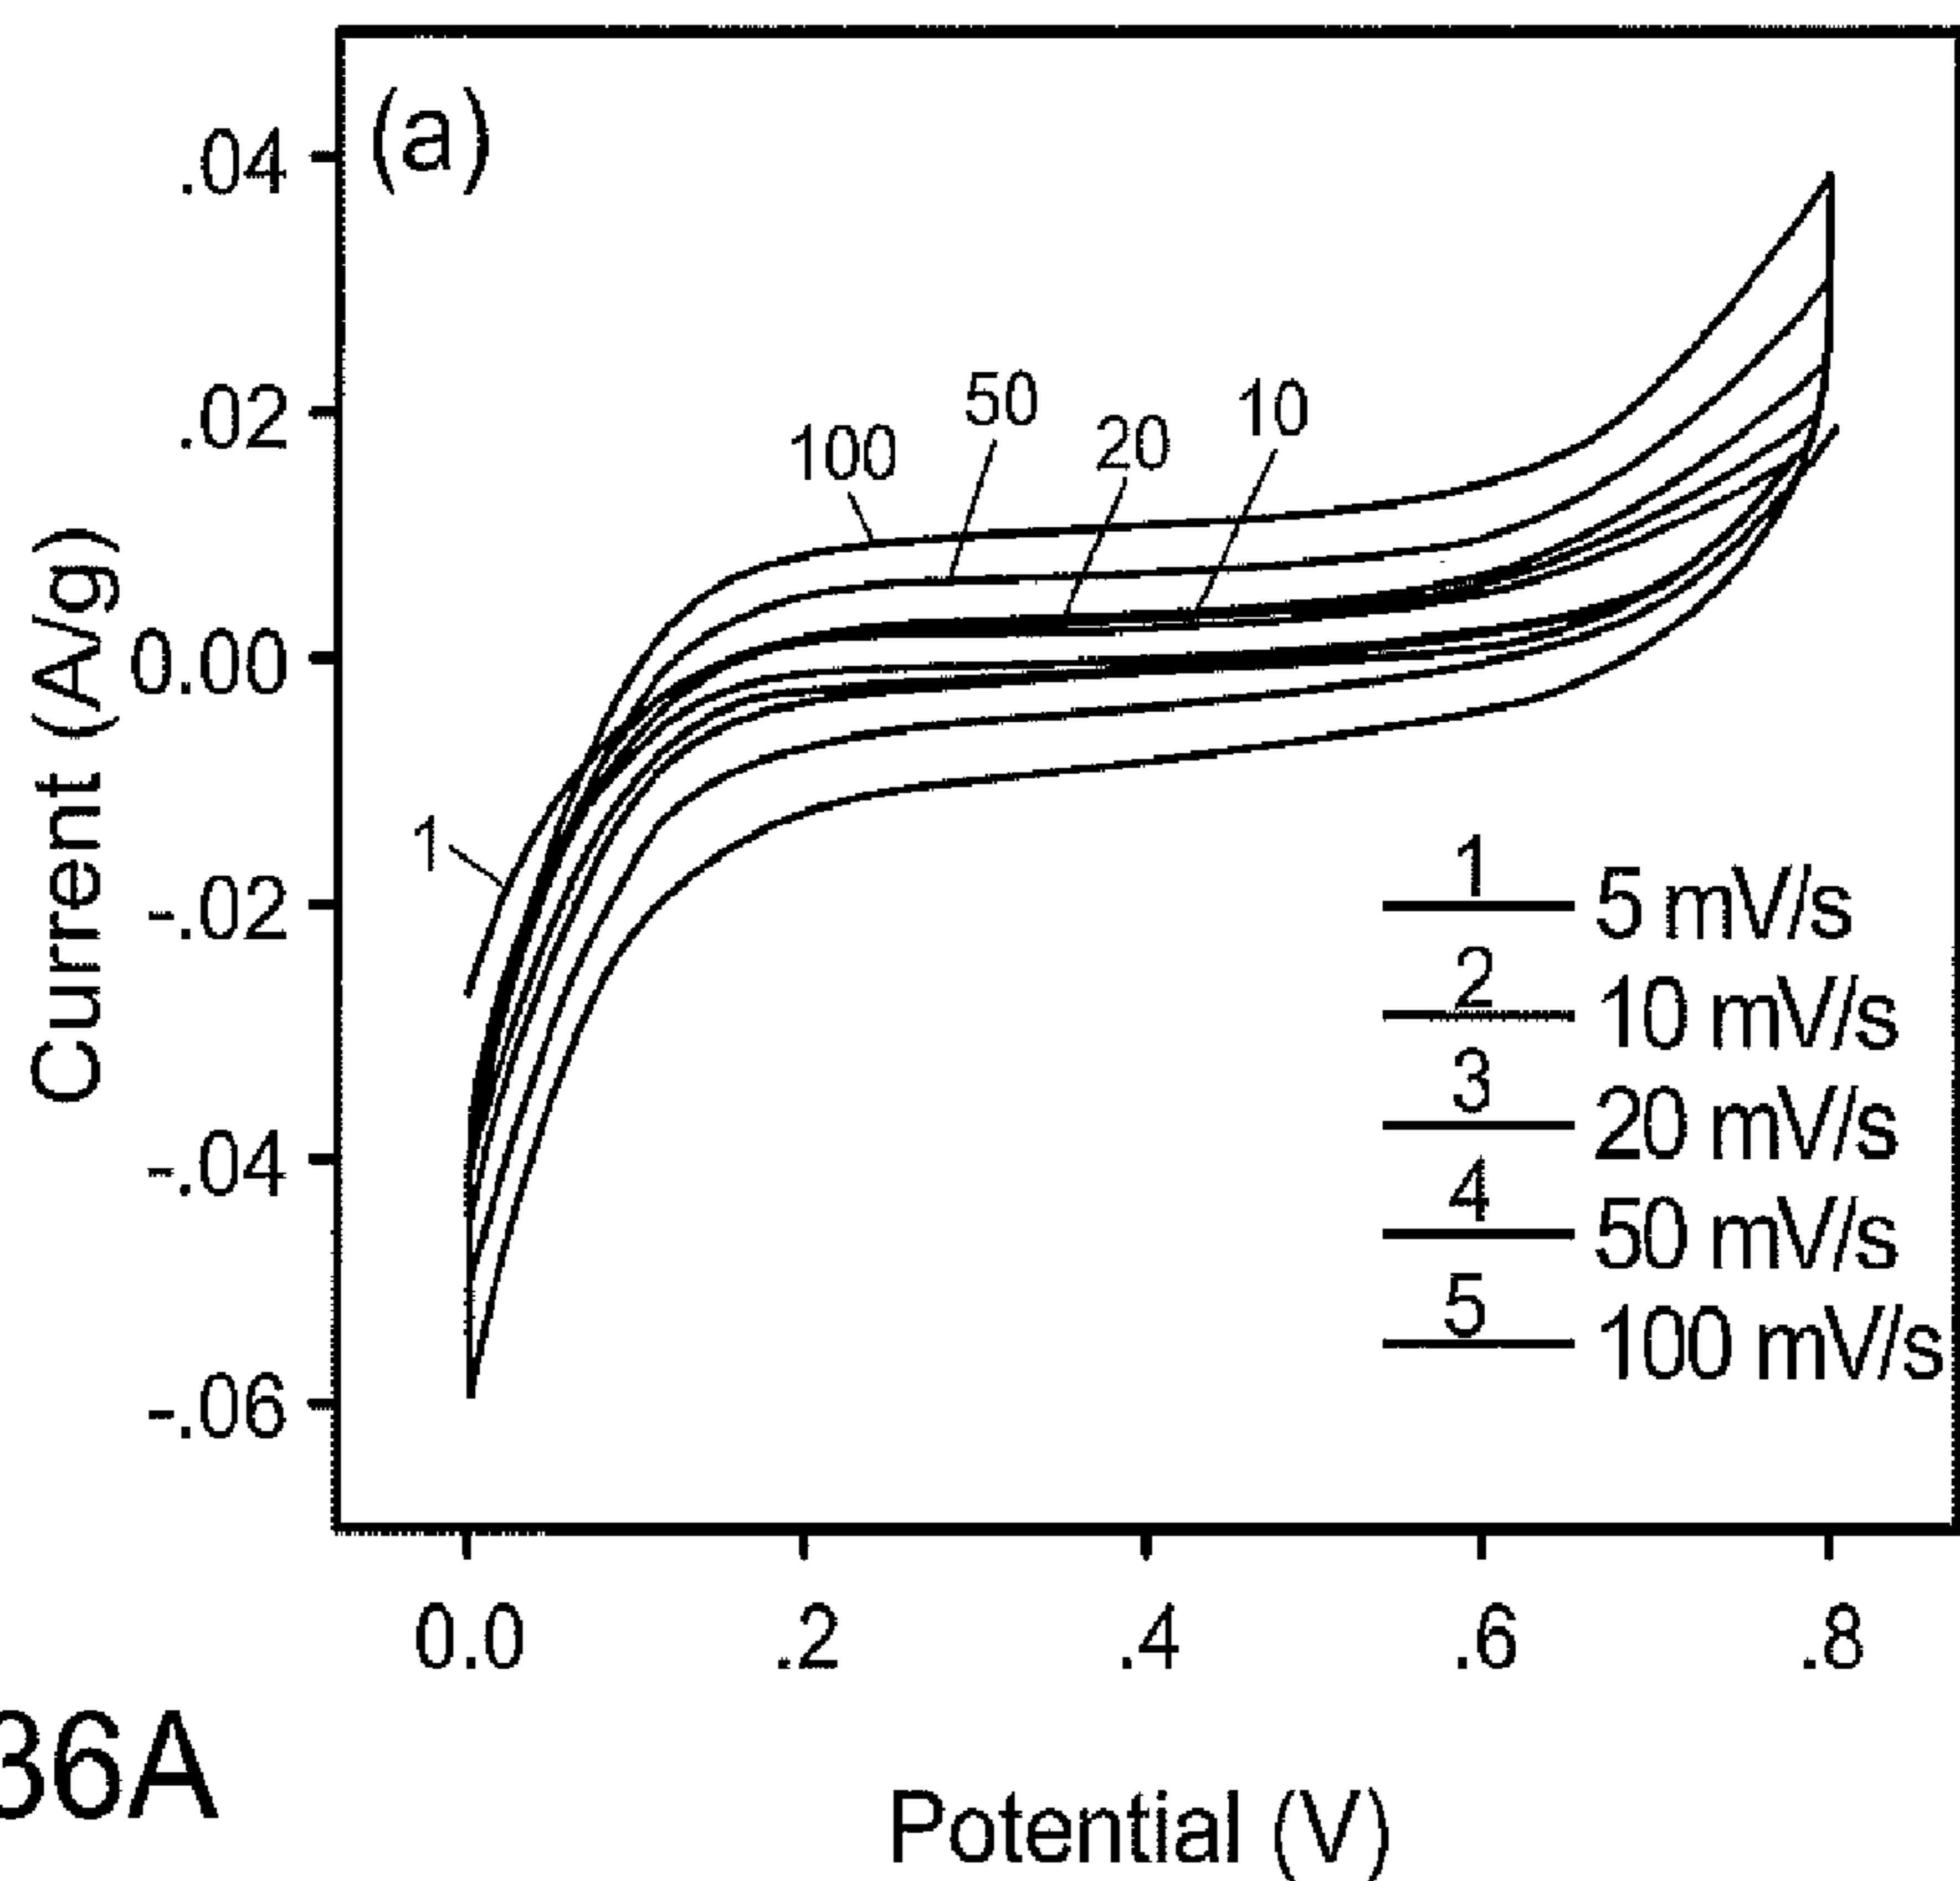 (a)
.04
.02
0.00
-.02
-.04
-.06
Current (A/g)
100
50
20
10
1
1 5 mV/s
2 10 mV/s
3 20 mV/s
4 50 mV/s
5 100 mV/s
0.0 .2 .4 .6 .8
Potential (V)
36A